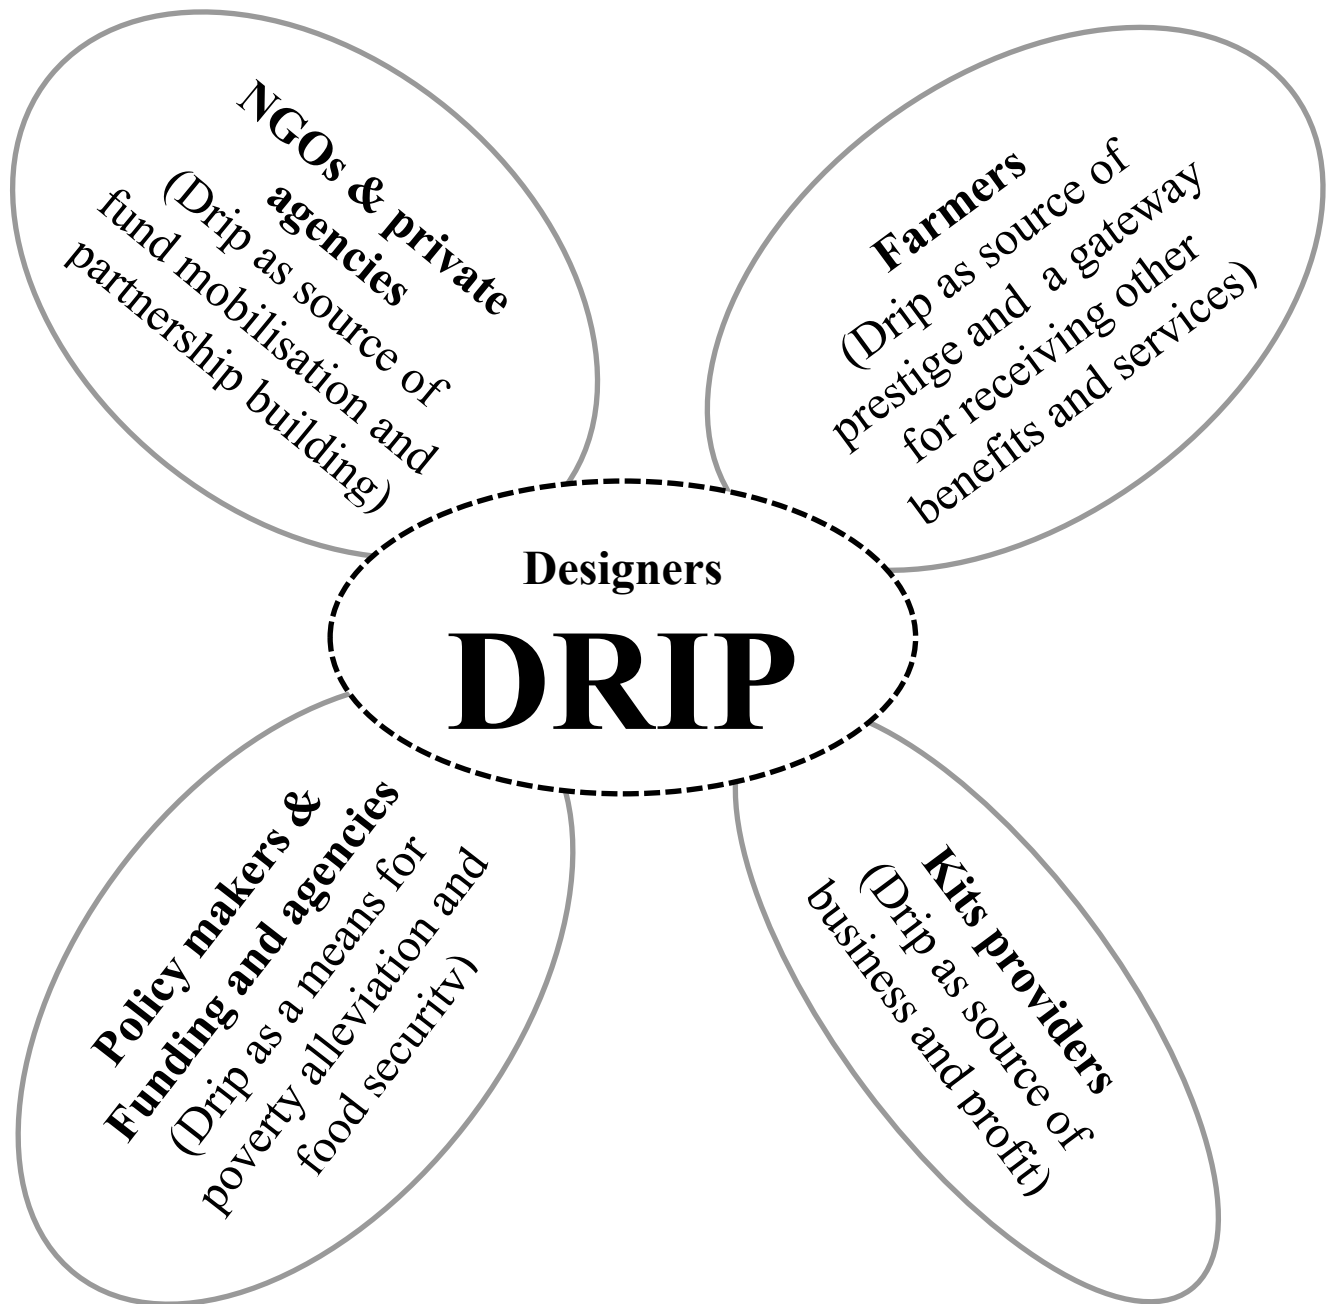 NGOs & private
agencies
(Drip as source of
fund mobilisation and
partnership building)
Farmers
(Drip as source of
prestige and a gateway
for receiving other
benefits and services)
Designers
DRIP
Policy makers &
Funding and agencies
(Drip as a means for
poverty alleviation and
food security)
Kits providers
(Drip as source of
business and profit)